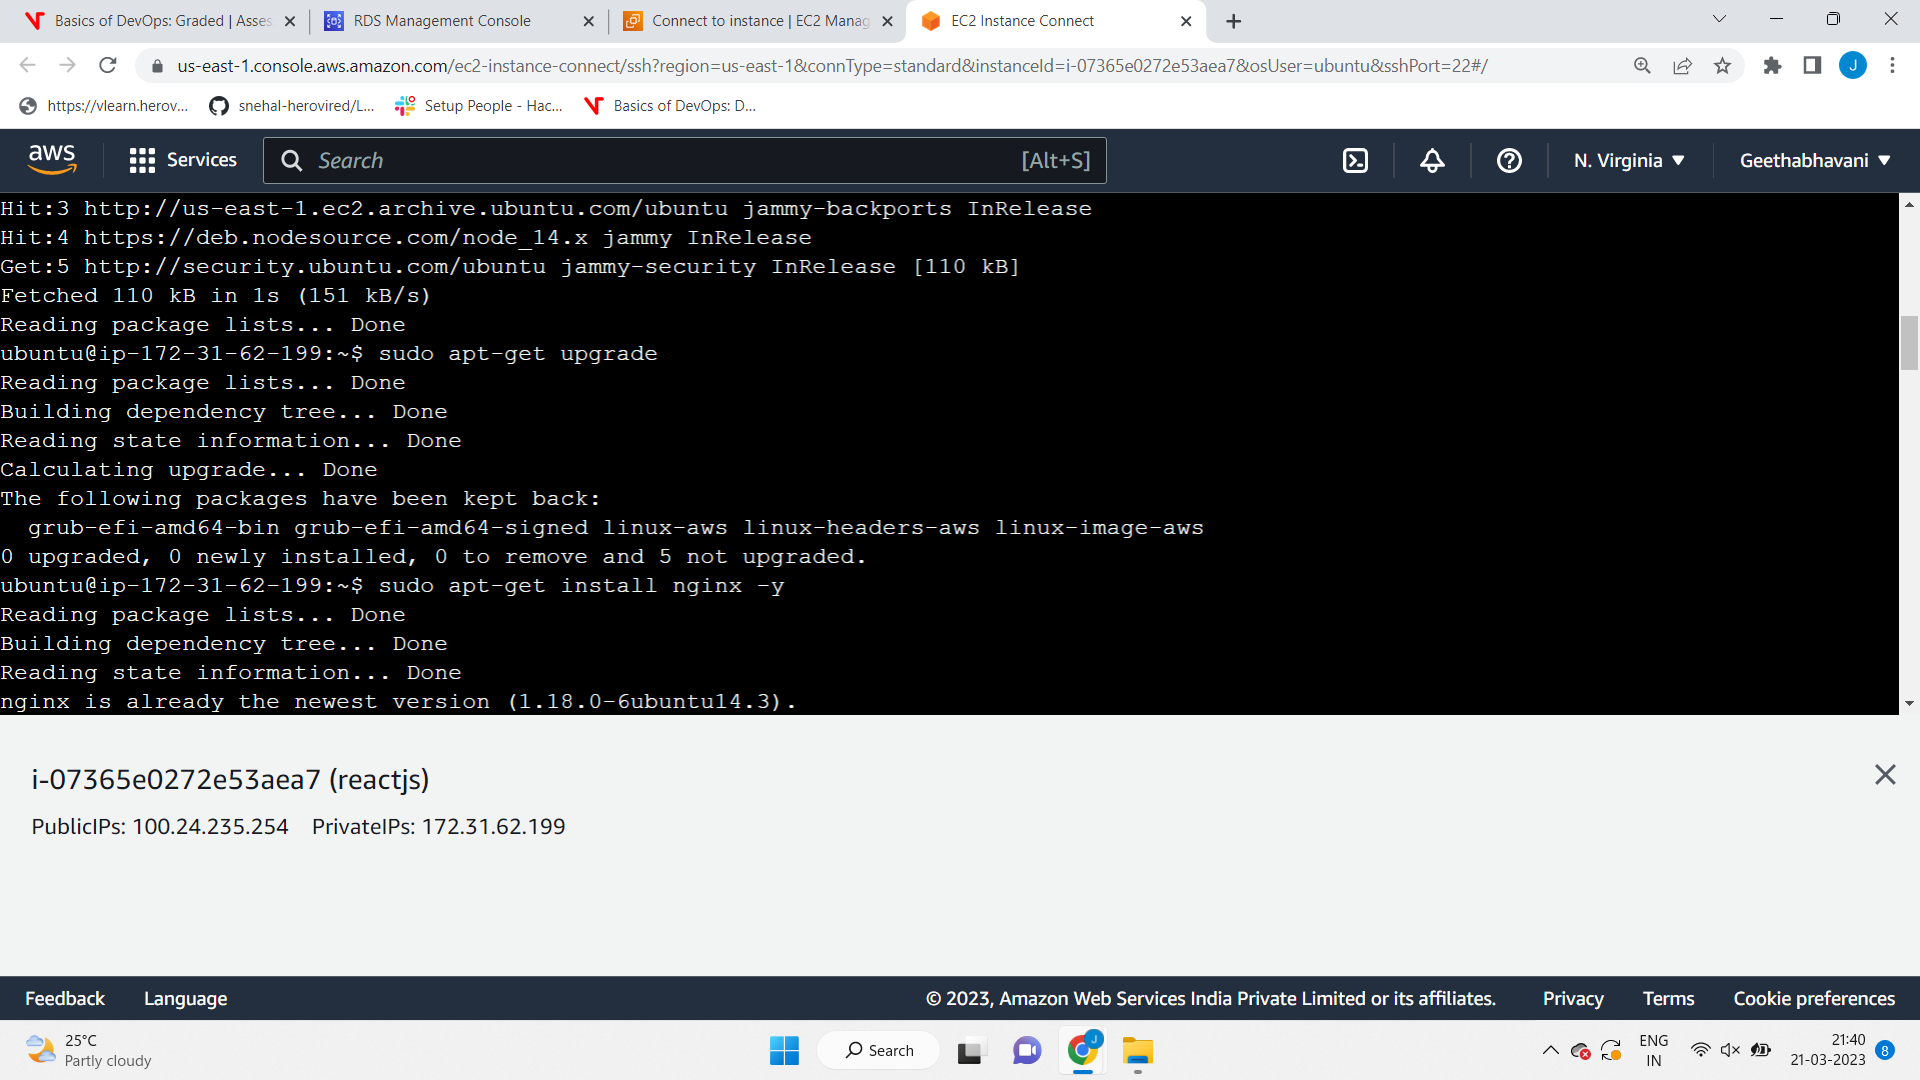 Basics of DevOps: Graded | Asses
RDS Management Console
Connect to instance | EC2 Manag
EC2 Instance Connect
us-east-1.console.aws.amazon.com/ec2-instance-connect/ssh?region=us-east-1&connType=standard&instanceId=i-07365e0272e53aea7&osUser=ubuntu&sshPort=22#/
J
https://vlearn.herov...
snehal-herovired/L...
Setup People - Hac...
Basics of DevOps: D...
aws
Services
Search
[Alt+S]
N. Virginia
Geethabhavani
Hit:3 http://us-east-1.ec2.archive.ubuntu.com/ubuntu jammy-backports InRelease
Hit:4 https://deb.nodesource.com/node_14.x jammy InRelease
Get:5 http://security.ubuntu.com/ubuntu jammy-security InRelease [110 kB]
Fetched 110 kB in 1s (151 kB/s)
Reading package lists... Done
ubuntu@ip-172-31-62-199:~$ sudo apt-get upgrade
Reading package lists... Done
Building dependency tree... Done
Reading state information... Done
Calculating upgrade... Done
The following packages have been kept back:
grub-efi-amd64-bin grub-efi-amd64-signed linux-aws linux-headers-aws linux-image-aws
0 upgraded, 0 newly installed, 0 to remove and 5 not upgraded.
ubuntu@ip-172-31-62-199:~$ sudo apt-get install nginx -y
Reading package lists... Done
Building dependency tree... Done
Reading state information... Done
nginx is already the newest version (1.18.0-6ubuntu14.3).
i-07365e0272e53aea7 (reactjs)
PublicIPs: 100.24.235.254 PrivateIPs: 172.31.62.199
Feedback
Language
© 2023, Amazon Web Services India Private Limited or its affiliates.
Privacy
Terms
Cookie preferences
25°C
Partly cloudy
Search
J
ENG
IN
21:40
21-03-2023
8